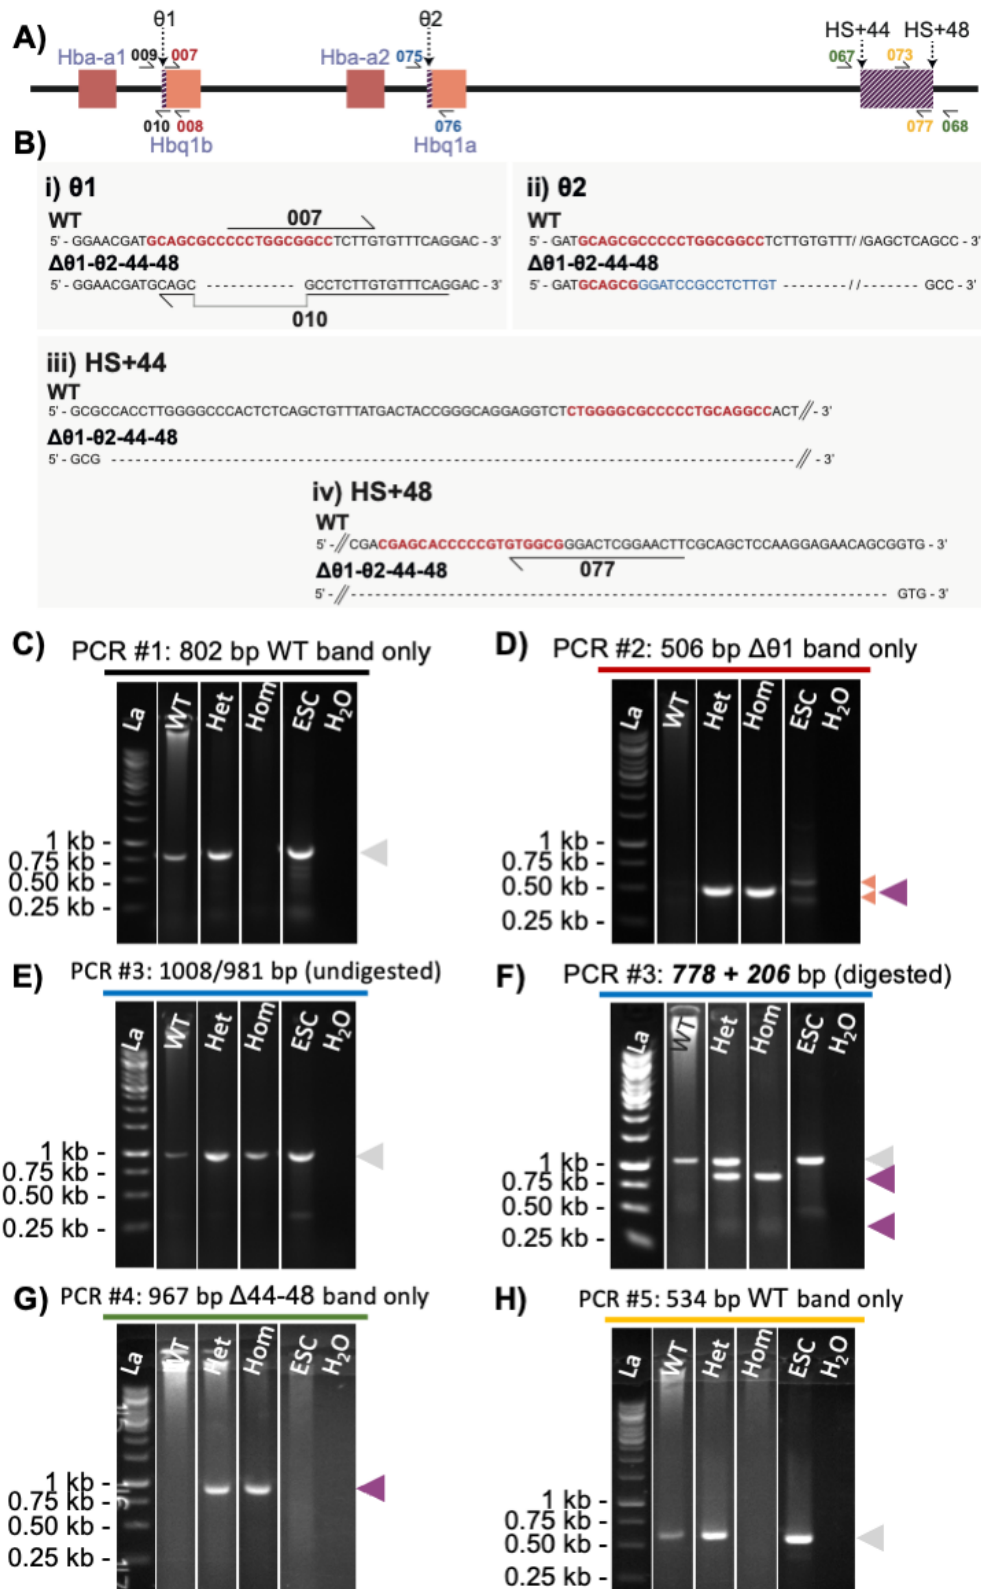 A)
θ1
θ2
HS+44
HS+48
Hba-a1
009
007
Hba-a2
075
067
073
010
008
076
077
068
Hbq1b
Hbq1a
B)
i) θ1
WT
007
5' - GGAACGATGCAGCGCCCCCTGGCGGCCTCTTGTGTTTCAGGAC - 3'
Δθ1-θ2-44-48
5' - GGAACGATGCAGC ------------ GCCTCTTGTGTTTCAGGAC - 3'
010
ii) θ2
WT
5' - GATGCAGCGCCCCCTGGCGGCCTCTTGTGTTT//GAGCTCAGCC - 3'
Δθ1-θ2-44-48
5' - GATGCAGCGGGATCCGCCTCTTGT --------//------- GCC - 3'
iii) HS+44
WT
5' - GCGCCACCTTGGGGCCCACTCTCAGCTGTTTATGACTACCGGGCAGGAGGTCTCTGGGGCGCCCCCTGCAGGCCACT// - 3'
Δθ1-θ2-44-48
5' - GCG ----------------------------------------------------------------------------// - 3'
iv) HS+48
WT
5' -//CGACGAGCACCCCCGTGTGGCGGGACTCGGAACTTCGCAGCTCCAAGGAGAACAGCGGTG - 3'
077
Δθ1-θ2-44-48
5' -//------------------------------------------------------------ GTG - 3'
C)
PCR #1: 802 bp WT band only
La WT Het Hom ESC H₂O
1 kb -
0.75 kb -
0.50 kb -
0.25 kb -
D)
PCR #2: 506 bp Δθ1 band only
La WT Het Hom ESC H₂O
1 kb -
0.75 kb -
0.50 kb -
0.25 kb -
E)
PCR #3: 1008/981 bp (undigested)
La WT Het Hom ESC H₂O
1 kb -
0.75 kb -
0.50 kb -
0.25 kb -
F)
PCR #3: 778 + 206 bp (digested)
La WT Het Hom ESC H₂O
1 kb -
0.75 kb -
0.50 kb -
0.25 kb -
G)
PCR #4: 967 bp Δ44-48 band only
La WT Het Hom ESC H₂O
1 kb -
0.75 kb -
0.50 kb -
0.25 kb -
H)
PCR #5: 534 bp WT band only
La WT Het Hom ESC H₂O
1 kb -
0.75 kb -
0.50 kb -
0.25 kb -